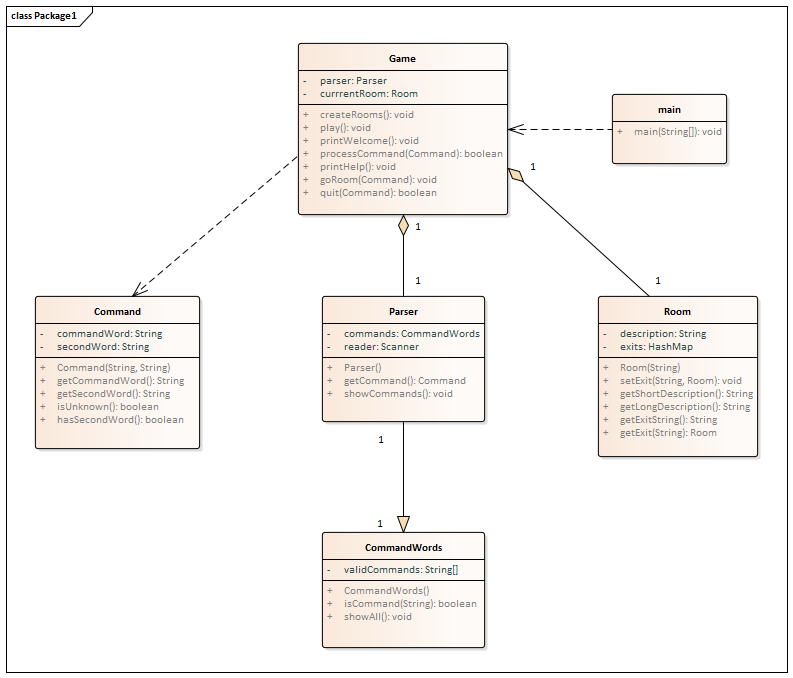 class Package1
Game
- parser: Parser
- currrentRoom: Room
+ createRooms(): void
+ play(): void
+ printWelcome(): void
+ processCommand(Command): boolean
+ printHelp(): void
+ goRoom(Command): void
+ quit(Command): boolean
main
+ main(String[]): void
1
1
1
1
Command
- commandWord: String
- secondWord: String
+ Command(String, String)
+ getCommandWord(): String
+ getSecondWord(): String
+ isUnknown(): boolean
+ hasSecondWord(): boolean
Parser
- commands: CommandWords
- reader: Scanner
+ Parser()
+ getCommand(): Command
+ showCommands(): void
Room
- description: String
- exits: HashMap
+ Room(String)
+ setExit(String, Room): void
+ getShortDescription(): String
+ getLongDescription(): String
+ getExitString(): String
+ getExit(String): Room
1
1
CommandWords
- validCommands: String[]
+ CommandWords()
+ isCommand(String): boolean
+ showAll(): void